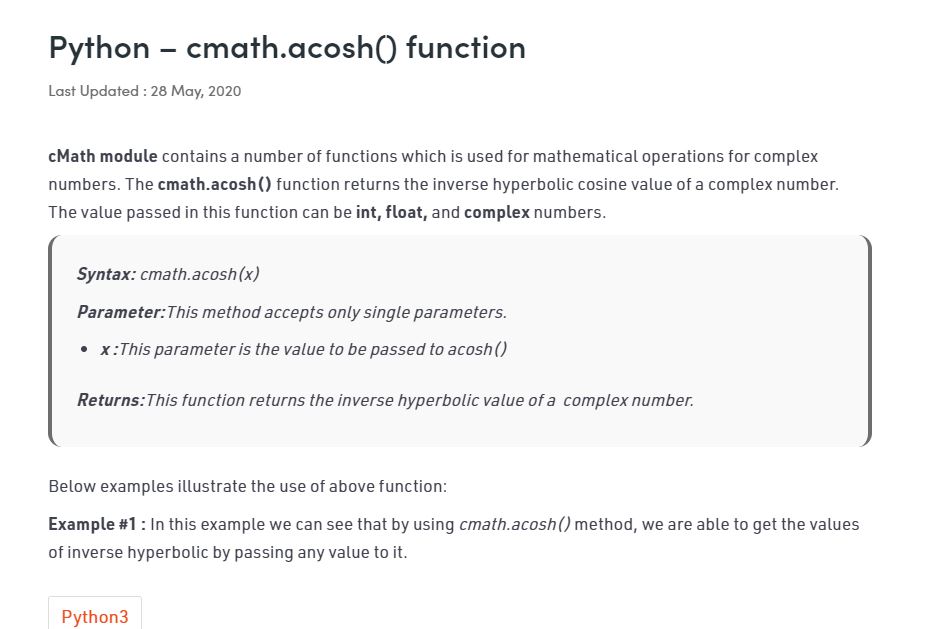 Python – cmath.acosh() function
Last Updated : 28 May, 2020
cMath module contains a number of functions which is used for mathematical operations for complex
numbers. The cmath.acosh() function returns the inverse hyperbolic cosine value of a complex number.
The value passed in this function can be int, float, and complex numbers.
Syntax: cmath.acosh(x)
Parameter:This method accepts only single parameters.
• x :This parameter is the value to be passed to acosh()
Returns:This function returns the inverse hyperbolic value of a  complex number.
Below examples illustrate the use of above function:
Example #1 : In this example we can see that by using cmath.acosh() method, we are able to get the values
of inverse hyperbolic by passing any value to it.
Python3